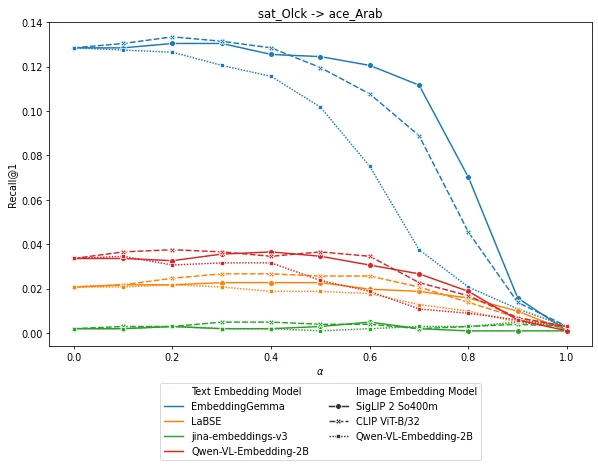 sat_Olck -> ace_Arab
Recall@1
0.14
0.12
0.10
0.08
0.06
0.04
0.02
0.00
0.0 0.2 0.4 0.6 0.8 1.0
α
Text Embedding Model
EmbeddingGemma
LaBSE
jina-embeddings-v3
Qwen-VL-Embedding-2B
Image Embedding Model
SigLIP 2 So400m
CLIP ViT-B/32
Qwen-VL-Embedding-2B